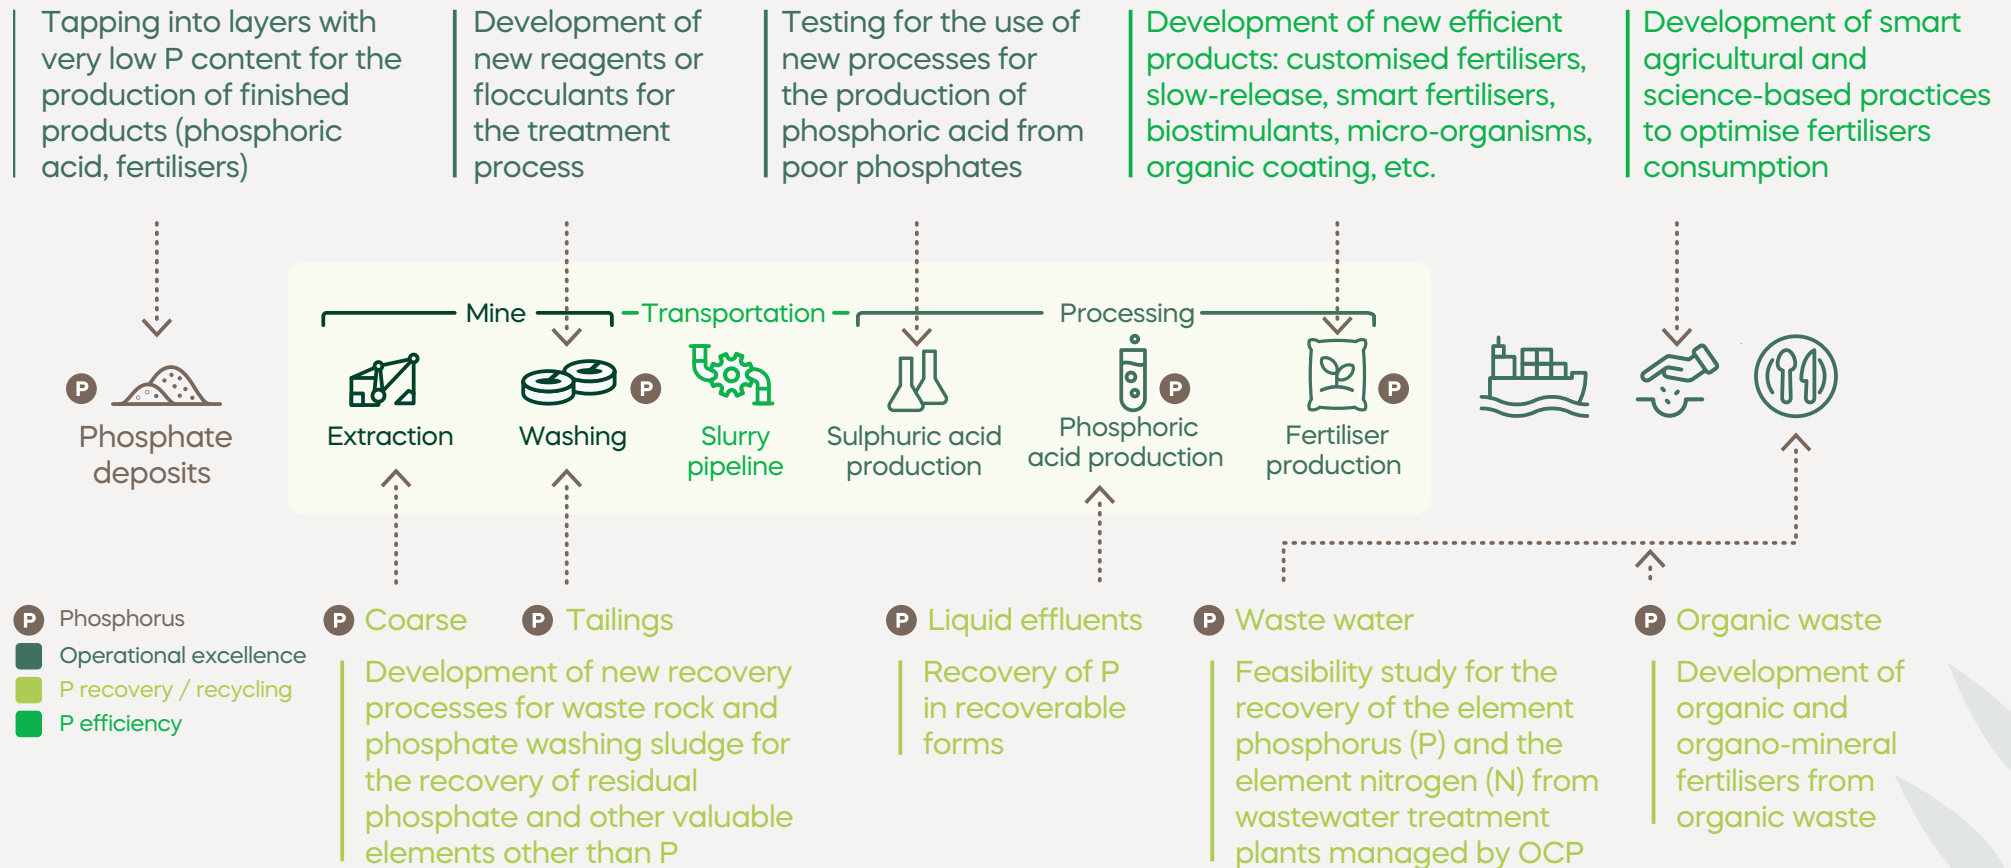 Tapping into layers with
very low P content for the
production of finished
products (phosphoric
acid, fertilisers)
Development of
new reagents or
flocculants for
the treatment
process
Testing for the use of
new processes for
the production of
phosphoric acid from
poor phosphates
Development of new efficient
products: customised fertilisers,
slow-release, smart fertilisers,
biostimulants, micro-organisms,
organic coating, etc.
Development of smart
agricultural and
science-based practices
to optimise fertilisers
consumption
Mine
Transportation
Processing
P
Phosphate
deposits
Extraction
P
Washing
Slurry
pipeline
Sulphuric acid
production
P
Phosphoric
acid production
P
Fertiliser
production
P Phosphorus
Operational excellence
P recovery / recycling
P efficiency
P Coarse
P Tailings
Development of new recovery
processes for waste rock and
phosphate washing sludge for
the recovery of residual
phosphate and other valuable
elements other than P
P Liquid effluents
Recovery of P
in recoverable
forms
P Waste water
Feasibility study for the
recovery of the element
phosphorus (P) and the
element nitrogen (N) from
wastewater treatment
plants managed by OCP
P Organic waste
Development of
organic and
organo-mineral
fertilisers from
organic waste